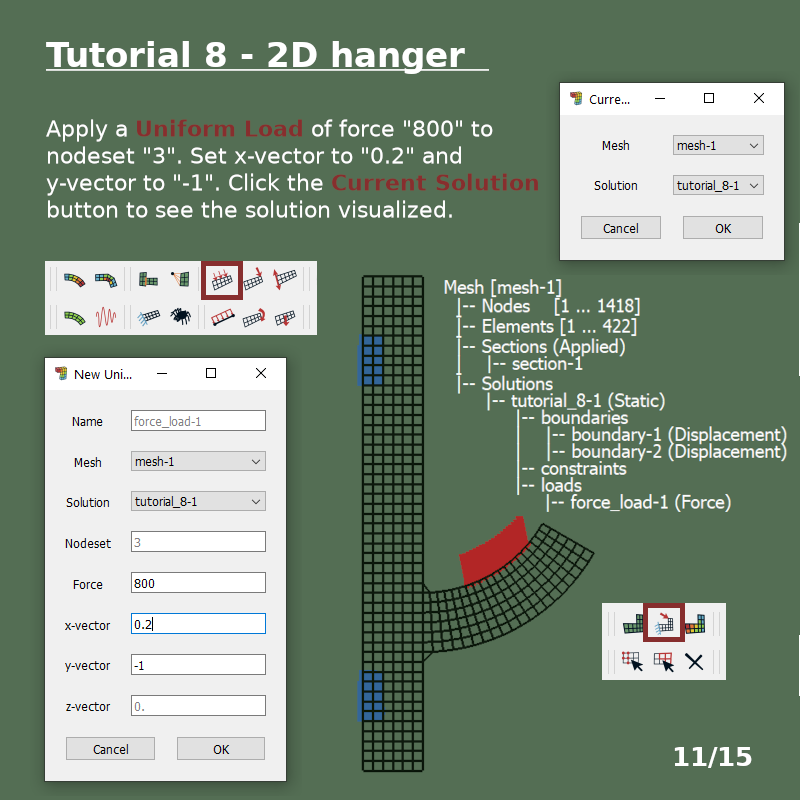 Tutorial 8 - 2D hanger
Apply a Uniform Load of force "800" to
nodeset "3". Set x-vector to "0.2" and
y-vector to "-1". Click the Current Solution
button to see the solution visualized.
Curre...
Mesh mesh-1
Solution tutorial_8-1
Cancel OK
Mesh [mesh-1]
|-- Nodes [1 ... 1418]
|-- Elements [1 ... 422]
|-- Sections (Applied)
| |-- section-1
|-- Solutions
|-- tutorial_8-1 (Static)
|-- boundaries
| |-- boundary-1 (Displacement)
| |-- boundary-2 (Displacement)
|-- constraints
|-- loads
|-- force_load-1 (Force)
New Uni...
Name force_load-1
Mesh mesh-1
Solution tutorial_8-1
Nodeset 3
Force 800
x-vector 0.2
y-vector -1
z-vector 0.
Cancel OK
11/15